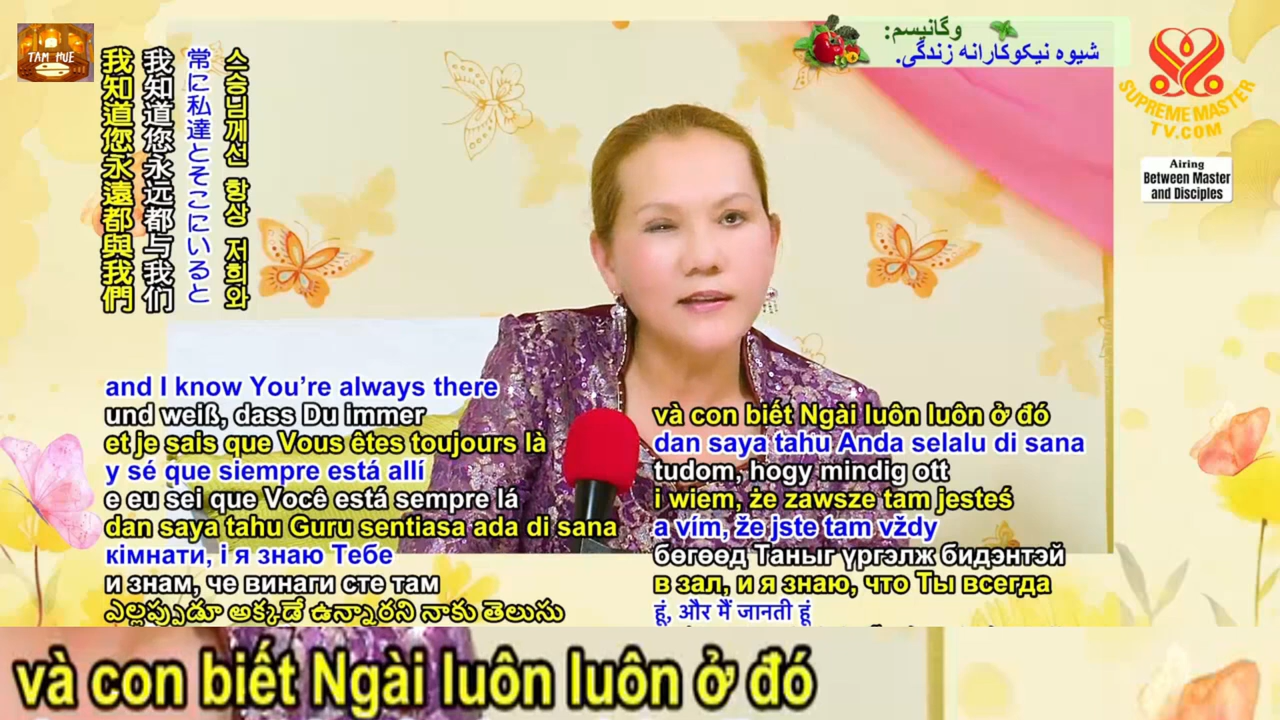 TAM HUE
我知道您永遠都與我們
我知道您永远都与我们
常に私達とそこにいると
스승님께선 항상 저희와
وگانیسم:
شیوه نیکوکارانه زندگی.
SUPREME MASTER
TV.COM
Airing
Between Master
and Disciples
and I know You’re always there
und weiß, dass Du immer
et je sais que Vous êtes toujours là
y sé que siempre está allí
e eu sei que Você está sempre lá
dan saya tahu Guru sentiasa ada di sana
кімнати, і я знаю Тебе
и знам, че винаги сте там
ఎల్లప్పుడూ అక్కడే ఉన్నారని నాకు తెలుసు
và con biết Ngài luôn luôn ở đó
dan saya tahu Anda selalu di sana
tudom, hogy mindig ott
i wiem, że zawsze tam jesteś
a vím, že jste tam vždy
бөгөөд Таныг үргэлж бидэнтэй
в зал, и я знаю, что Ты всегда
हूं, और मैं जानती हूं
và con biết Ngài luôn luôn ở đó